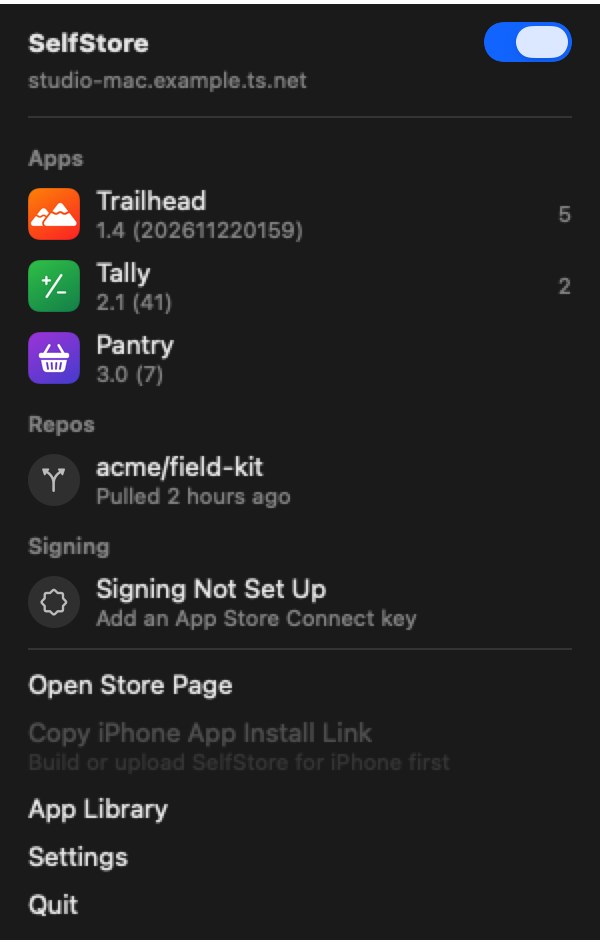 SelfStore
studio-mac.example.ts.net
Apps
Trailhead
1.4 (202611220159)
5
Tally
2.1 (41)
2
Pantry
3.0 (7)
Repos
acme/field-kit
Pulled 2 hours ago
Signing
Signing Not Set Up
Add an App Store Connect key
Open Store Page
Copy iPhone App Install Link
Build or upload SelfStore for iPhone first
App Library
Settings
Quit